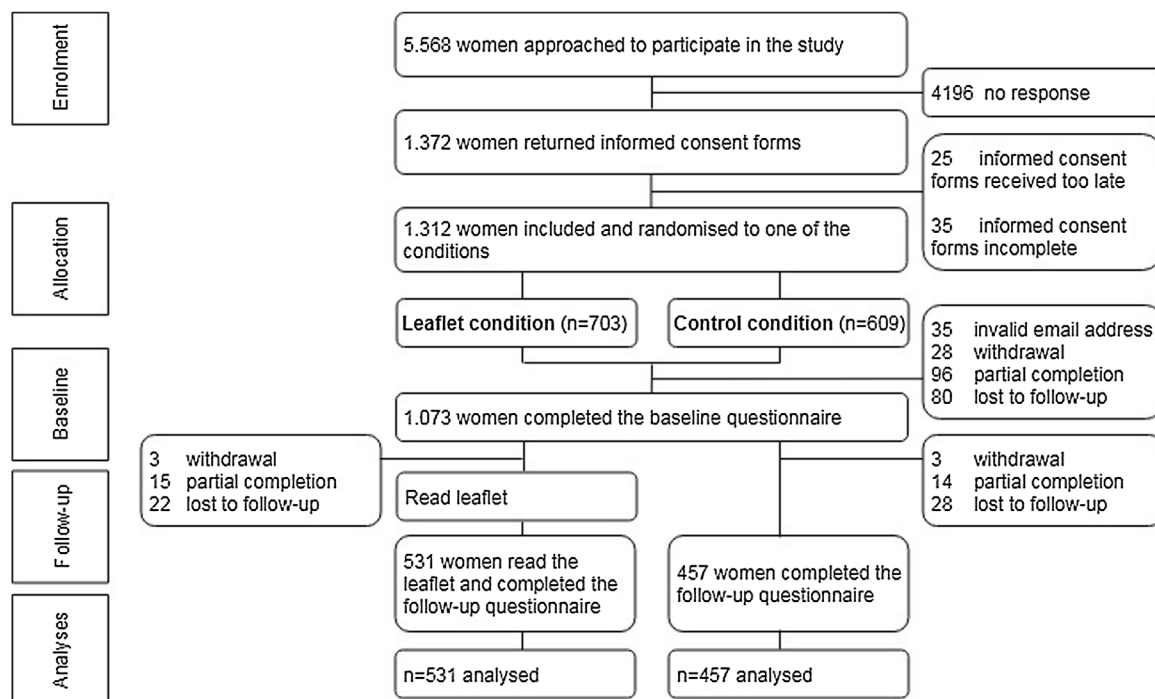 Enrolment
5.568 women approached to participate in the study
4196 no response
1.372 women returned informed consent forms
25 informed consent
forms received too late
35 informed consent
forms incomplete
Allocation
1.312 women included and randomised to one of the
conditions
Leaflet condition (n=703)
Control condition (n=609)
35 invalid email address
28 withdrawal
96 partial completion
80 lost to follow-up
Baseline
1.073 women completed the baseline questionnaire
3 withdrawal
15 partial completion
22 lost to follow-up
3 withdrawal
14 partial completion
28 lost to follow-up
Follow-up
Read leaflet
531 women read the
leaflet and completed the
follow-up questionnaire
457 women completed the
follow-up questionnaire
Analyses
n=531 analysed
n=457 analysed